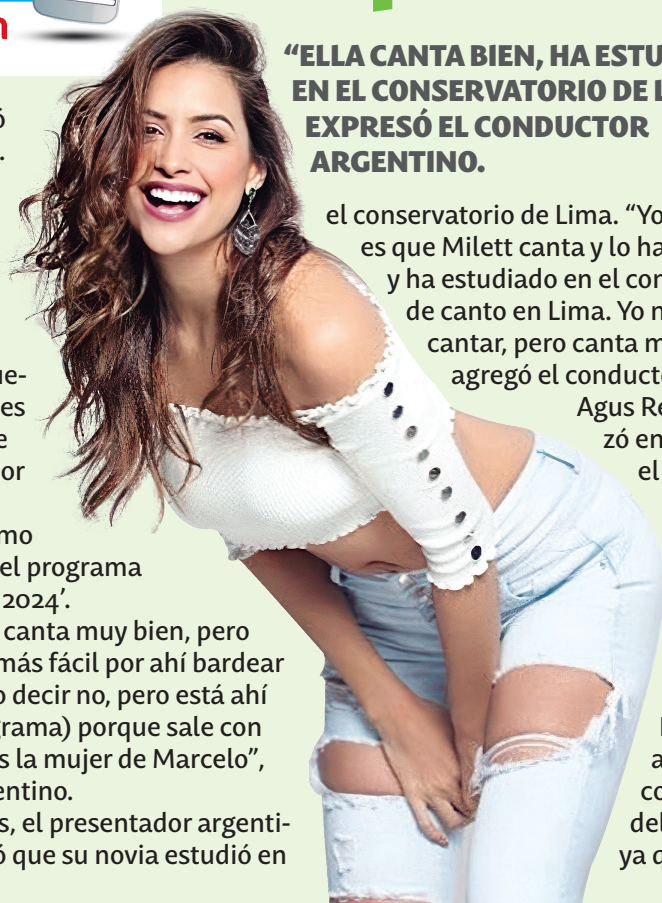 “ELLA CANTA BIEN, HA ESTU
EN EL CONSERVATORIO DE L
EXPRESÓ EL CONDUCTOR
ARGENTINO.
ó
.
ue-
es
e
or
mo
el programa
2024’.
canta muy bien, pero
más fácil por ahí bardear
o decir no, pero está ahí
grama) porque sale con
s la mujer de Marcelo”,
entino.
s, el presentador argenti-
ó que su novia estudió en
el conservatorio de Lima. “Yo
es que Milett canta y lo ha
y ha estudiado en el con
de canto en Lima. Yo n
cantar, pero canta m
agregó el conducto
Agus Re
zó en
el
a
co
del
ya q